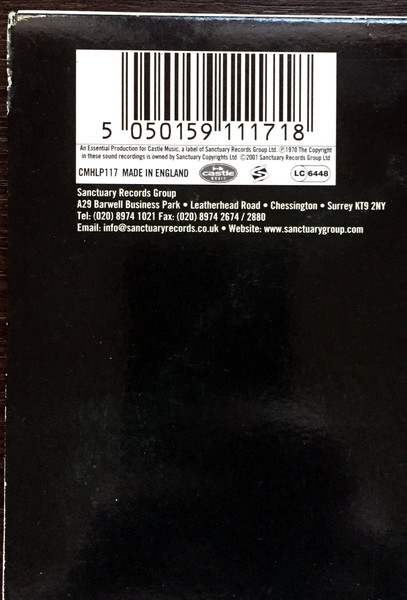 5 050159 111718
An Essential Production for Castle Music, a label of Sanctuary Records Group Ltd. ℗1970 The Copyright
in these sound recordings is owned by Sanctuary Copyrights Ltd ©2001 Sanctuary Records Group Ltd
CMHLP117 MADE IN ENGLAND castle MUSIC S LC 6448
Sanctuary Records Group
A29 Barwell Business Park • Leatherhead Road • Chessington • Surrey KT9 2NY
Tel: (020) 8974 1021 Fax: (020) 8974 2674 / 2880
Email: info@sanctuaryrecords.co.uk • Website: www.sanctuarygroup.com